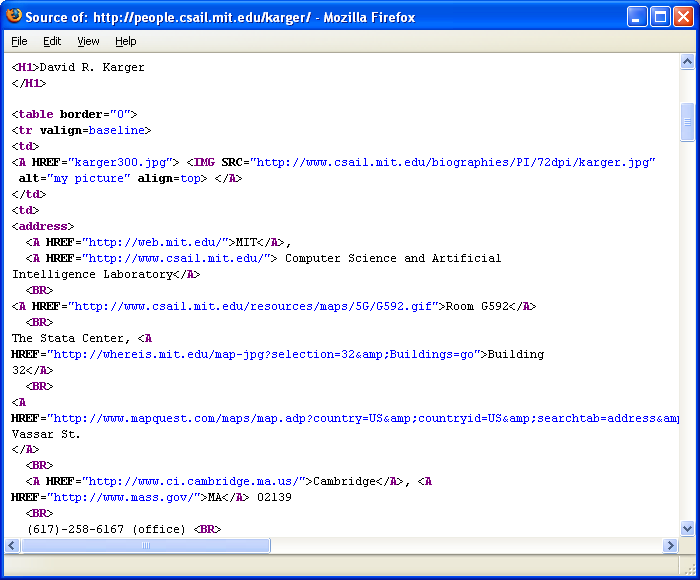 Source of: http://people.csail.mit.edu/karger/ - Mozilla Firefox
File Edit View Help
<H1>David R. Karger
</H1>
<table border="0">
<tr valign=baseline>
<td>
<A HREF="karger300.jpg"> <IMG SRC="http://www.csail.mit.edu/biographies/PI/72dpi/karger.jpg"
alt="my picture" align=top> </A>
</td>
<td>
<address>
<A HREF="http://web.mit.edu/">MIT</A>,
<A HREF="http://www.csail.mit.edu/"> Computer Science and Artificial
Intelligence Laboratory</A>
<BR>
<A HREF="http://www.csail.mit.edu/resources/maps/5G/G592.gif">Room G592</A>
<BR>
The Stata Center, <A
HREF="http://whereis.mit.edu/map-jpg?selection=32&amp;Buildings=go">Building
32</A>
<BR>
<A
HREF="http://www.mapquest.com/maps/map.adp?country=US&amp;countryid=US&amp;searchtab=address&amp
Vassar St.
</A>
<BR>
<A HREF="http://www.ci.cambridge.ma.us/">Cambridge</A>, <A
HREF="http://www.mass.gov/">MA</A> 02139
<BR>
(617)-258-6167 (office) <BR>